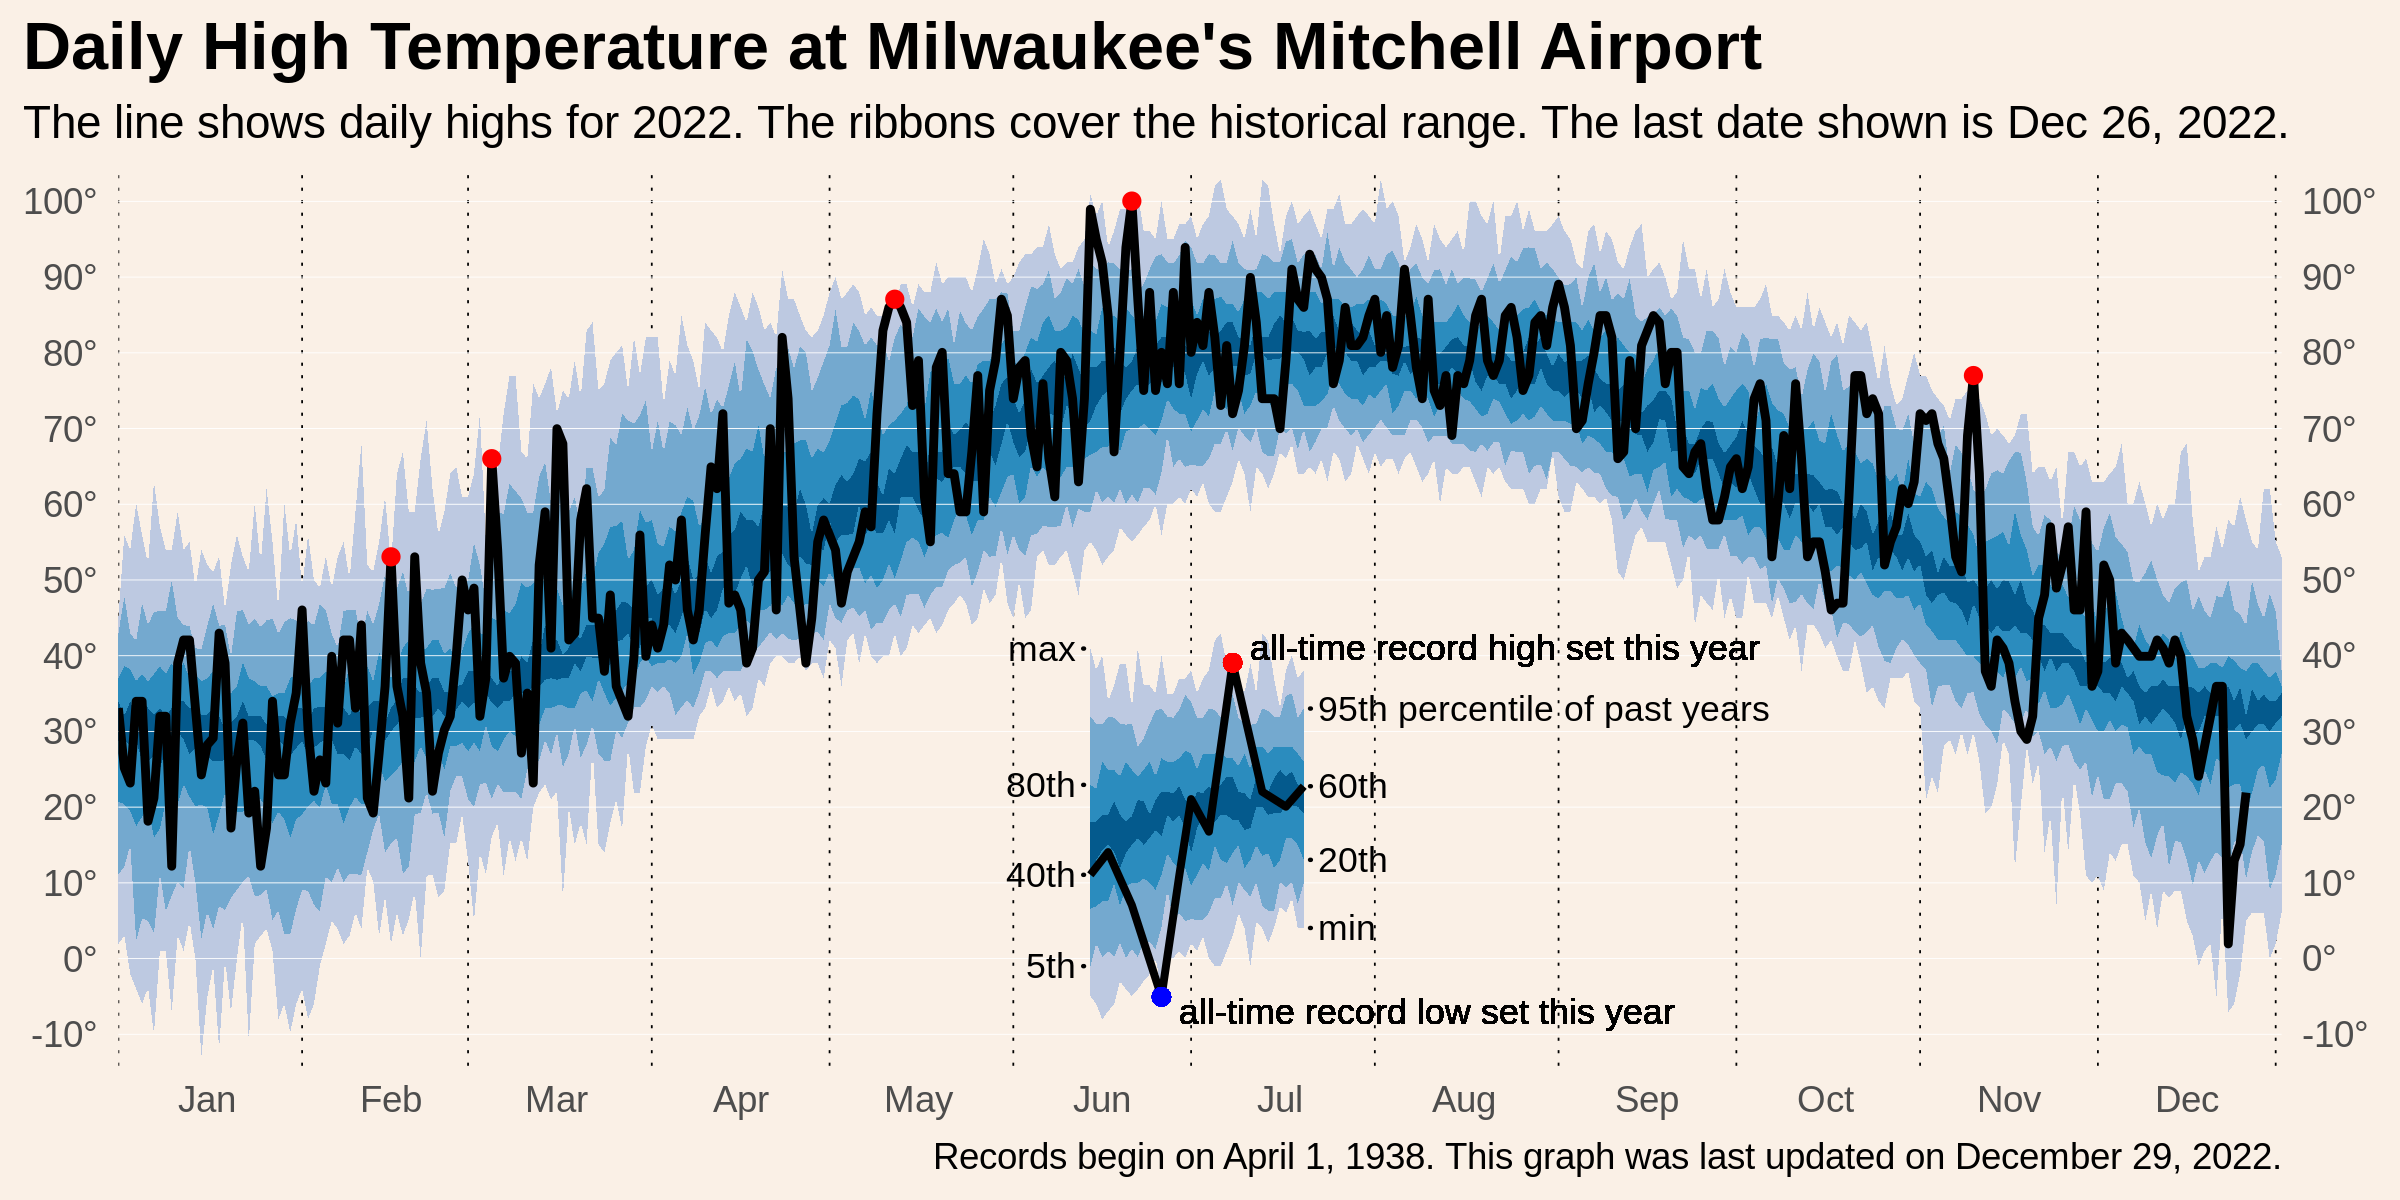 Daily High Temperature at Milwaukee's Mitchell Airport
The line shows daily highs for 2022. The ribbons cover the historical range. The last date shown is Dec 26, 2022.
100° 100°
90° 90°
80° 80°
70° 70°
60° 60°
50° 50°
max all-time record high set this year
40° 40°
95th percentile of past years
30° 30°
80th 60th
20° 20°
40th 20th
10° 10°
min
0° 5th 0°
all-time record low set this year
-10° -10°
Jan Feb Mar Apr May Jun Jul Aug Sep Oct Nov Dec
Records begin on April 1, 1938. This graph was last updated on December 29, 2022.